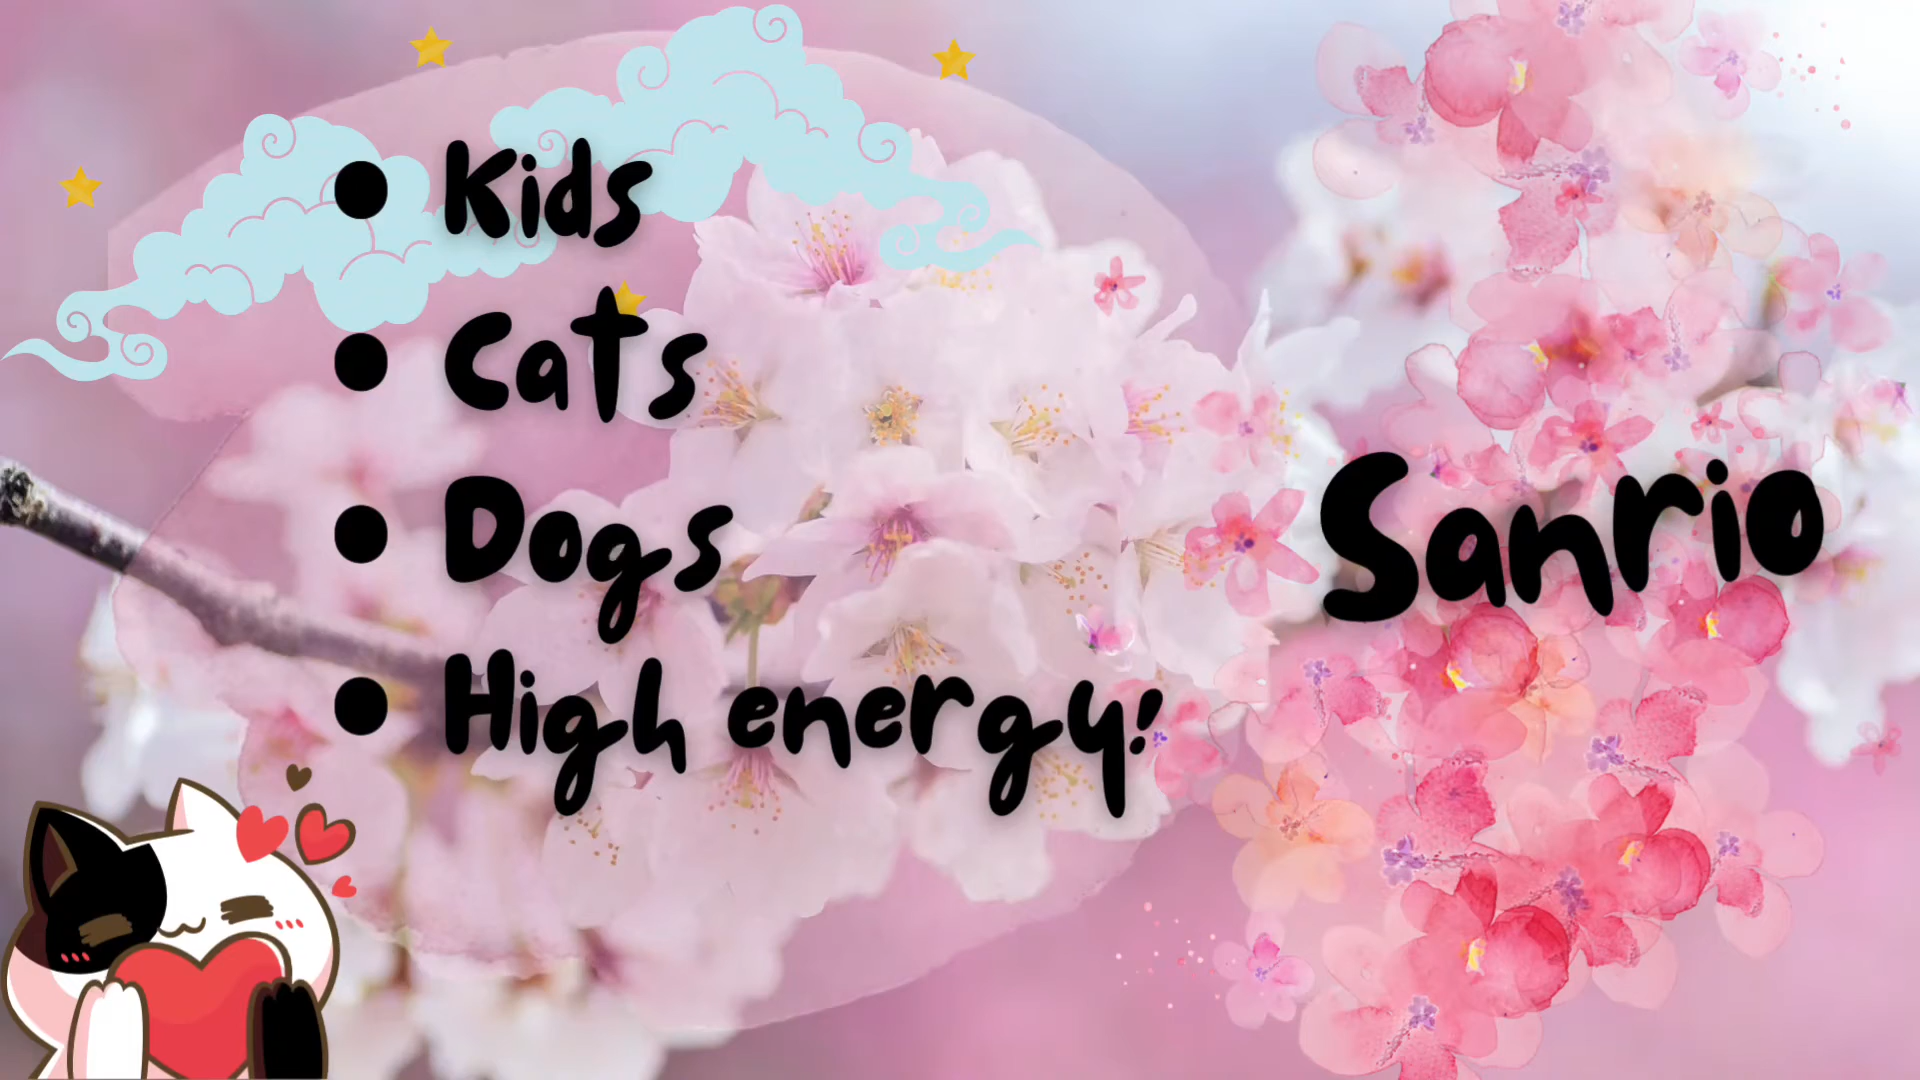 • Kids
• Cats
• Dogs
• High energy!
Sanrio